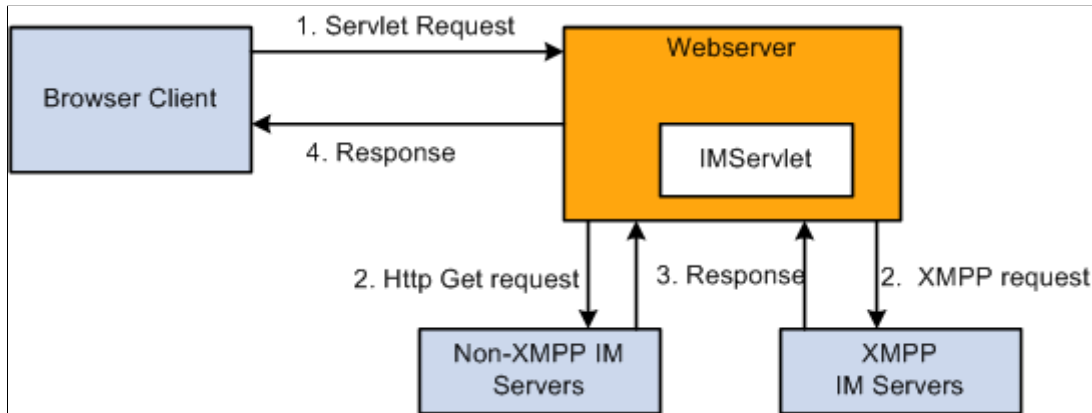 1. Servlet Request
Webserver
Browser Client
4. Response
IMServlet
2. Http Get request
3. Response
2. XMPP request
Non-XMPP IM
Servers
XMPP
IM Servers